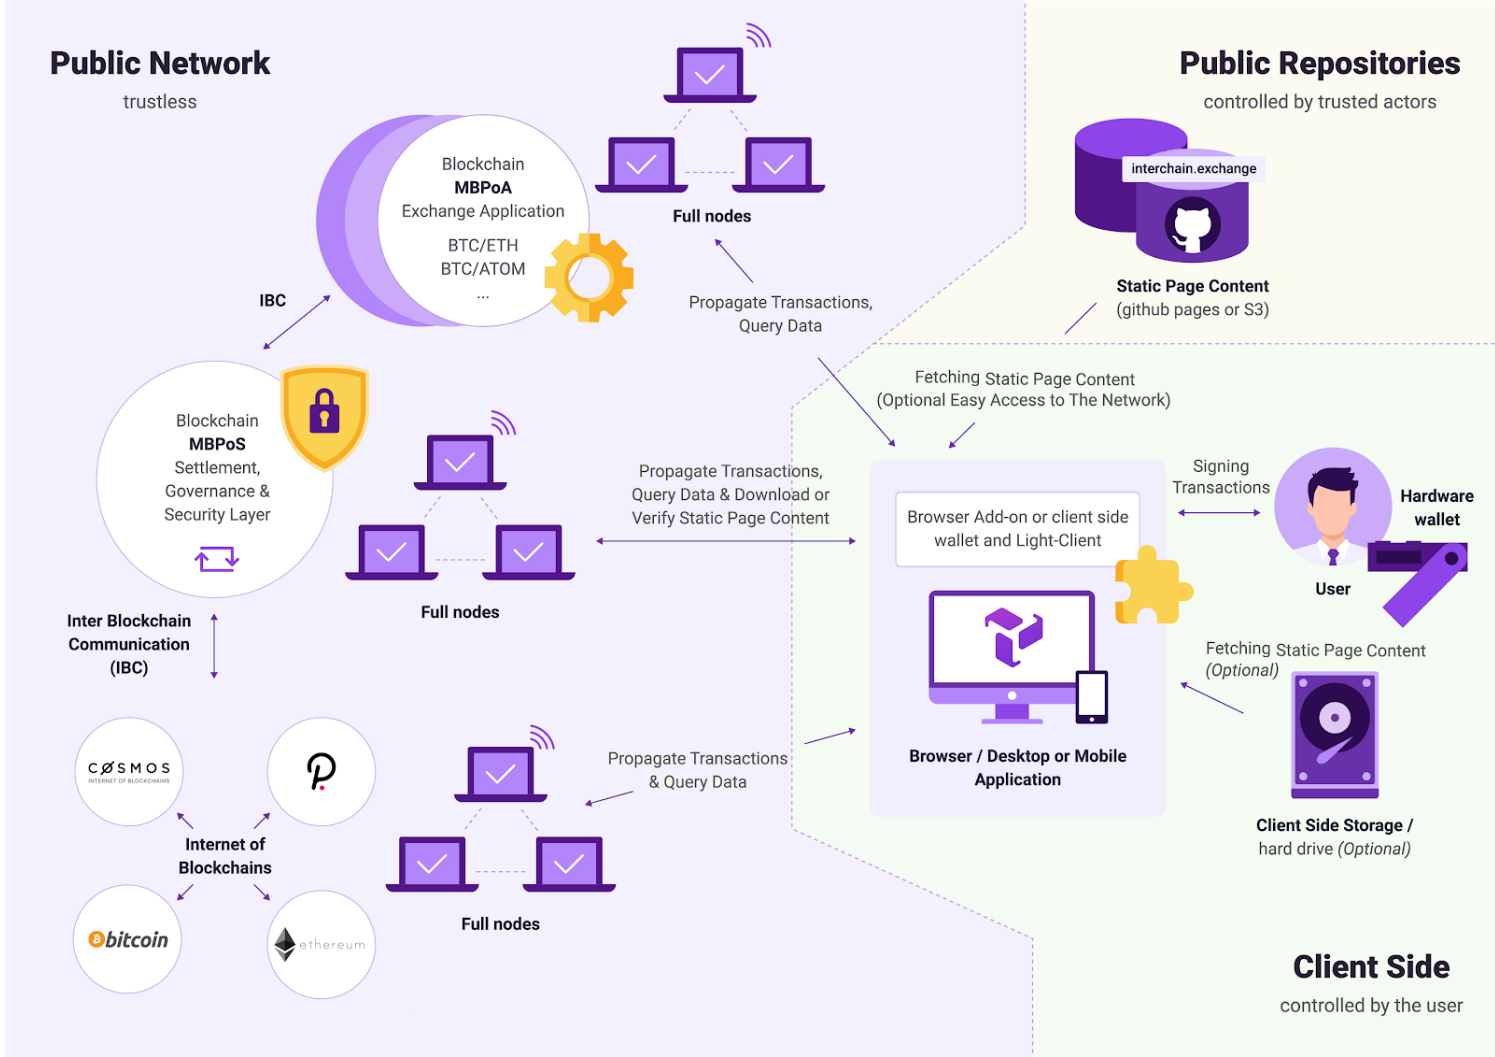 Public Network
trustless
Blockchain
MBPoA
Exchange Application
BTC/ETH
BTC/ATOM
...
Full nodes
IBC
Propagate Transactions,
Query Data
Public Repositories
controlled by trusted actors
interchain.exchange
Static Page Content
(github pages or S3)
Fetching Static Page Content
(Optional Easy Access to The Network)
Blockchain
MBPoS
Settlement,
Governance &
Security Layer
Full nodes
Propagate Transactions,
Query Data & Download or
Verify Static Page Content
Browser Add-on or client side
wallet and Light-Client
Browser / Desktop or Mobile
Application
Signing
Transactions
Hardware
wallet
User
Fetching Static Page Content
(Optional)
Client Side Storage /
hard drive (Optional)
Inter Blockchain
Communication
(IBC)
COSMOS
INTERNET OF BLOCKCHAINS
Internet of
Blockchains
bitcoin
ethereum
Propagate Transactions
& Query Data
Full nodes
Client Side
controlled by the user